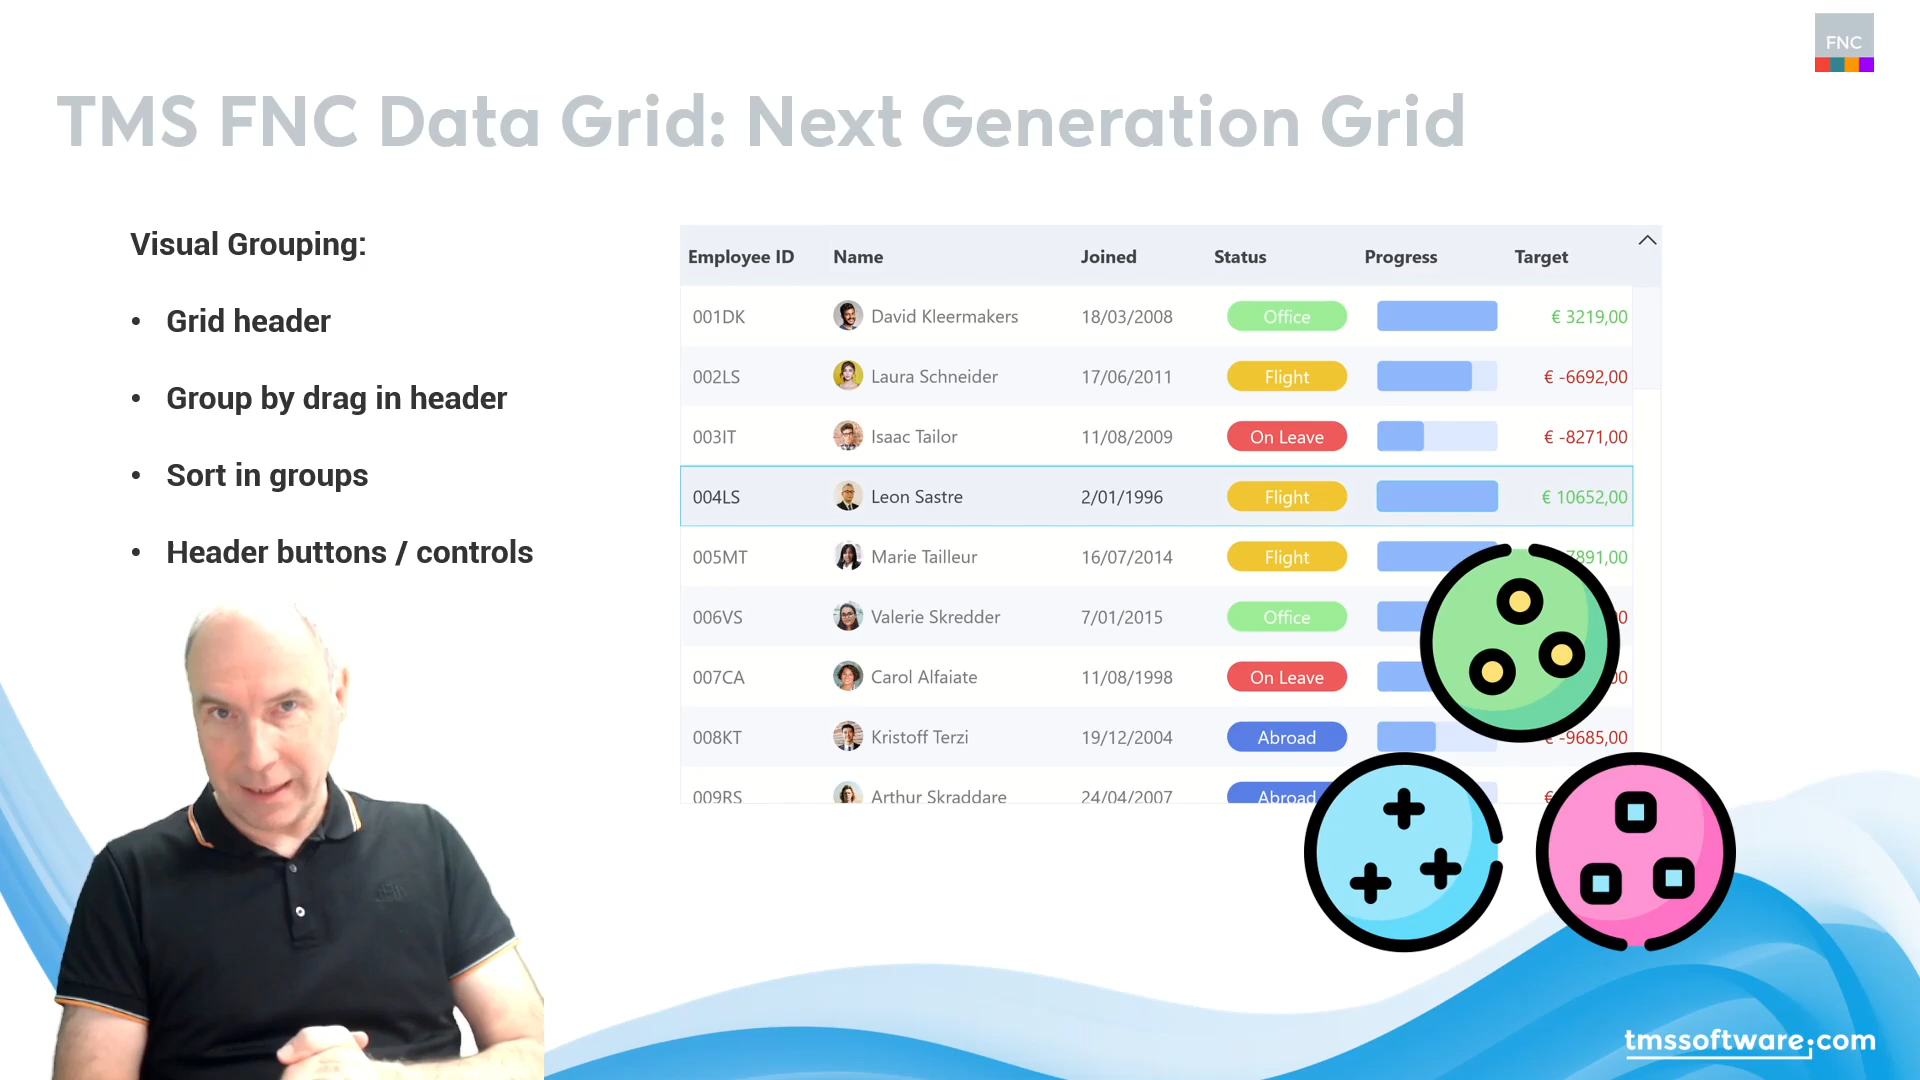 FNC
TMS FNC Data Grid: Next Generation Grid
Visual Grouping:
• Grid header
• Group by drag in header
• Sort in groups
• Header buttons / controls
Employee ID Name Joined Status Progress Target
001DK David Kleermakers 18/03/2008 Office € 3219,00
002LS Laura Schneider 17/06/2011 Flight € -6692,00
003IT Isaac Tailor 11/08/2009 On Leave € -8271,00
004LS Leon Sastre 2/01/1996 Flight € 10652,00
005MT Marie Tailleur 16/07/2014 Flight 7891,00
006VS Valerie Skredder 7/01/2015 Office
007CA Carol Alfaiate 11/08/1998 On Leave
008KT Kristoff Terzi 19/12/2004 Abroad € -9685,00
009RS Arthur Skraddare 24/04/2007 Abroad €
tmssoftware.com